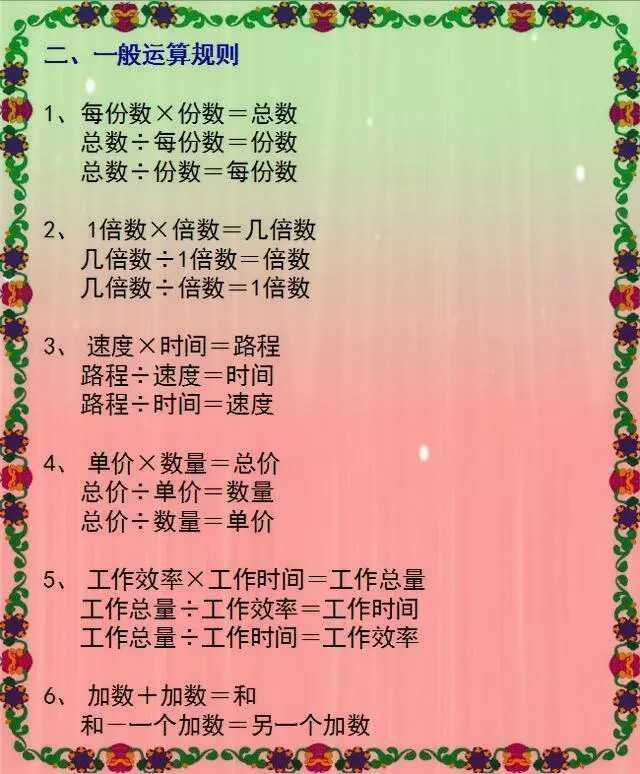 二、一般运算规则
1、每份数×份数＝总数
总数÷每份数＝份数
总数÷份数＝每份数
2、 1倍数×倍数＝几倍数
几倍数÷1倍数＝倍数
几倍数÷倍数＝1倍数
3、 速度×时间＝路程
路程÷速度＝时间
路程÷时间＝速度
4、 单价×数量＝总价
总价÷单价＝数量
总价÷数量＝单价
5、 工作效率×工作时间＝工作总量
工作总量÷工作效率＝工作时间
工作总量÷工作时间＝工作效率
6、 加数＋加数＝和
和－一个加数＝另一个加数